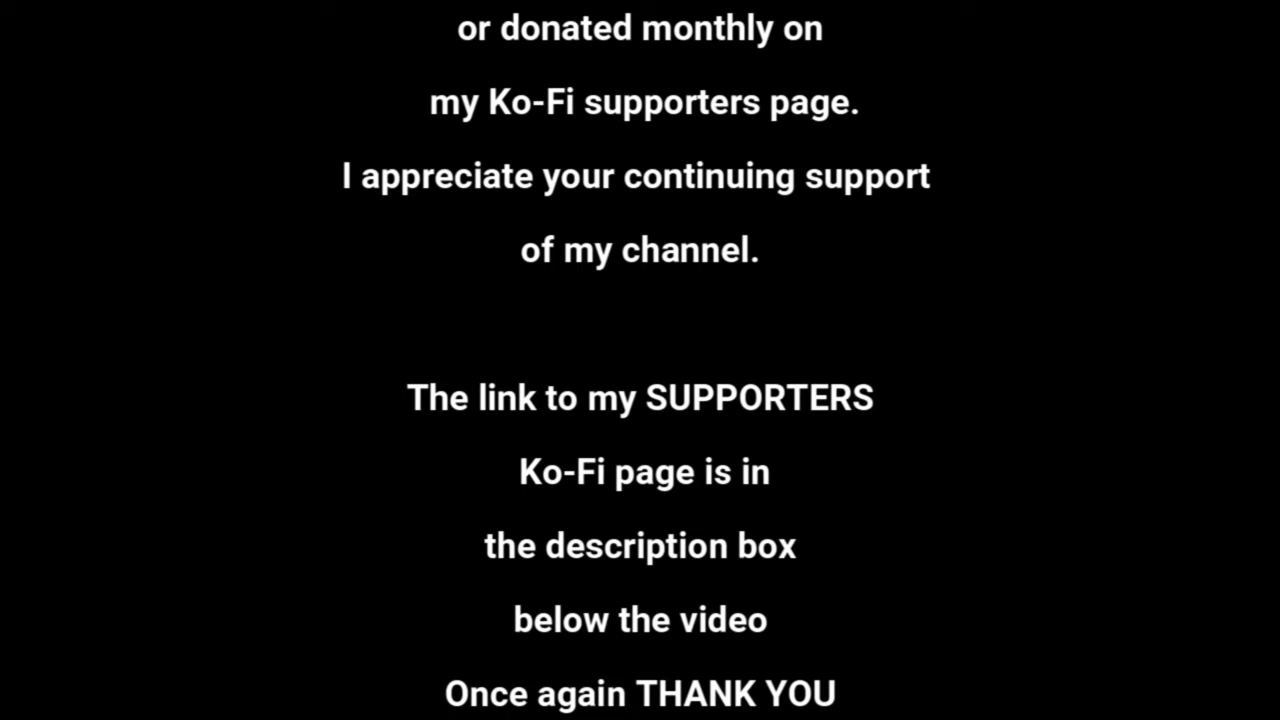 or donated monthly on
my Ko-Fi supporters page.
I appreciate your continuing support
of my channel.
The link to my SUPPORTERS
Ko-Fi page is in
the description box
below the video
Once again THANK YOU